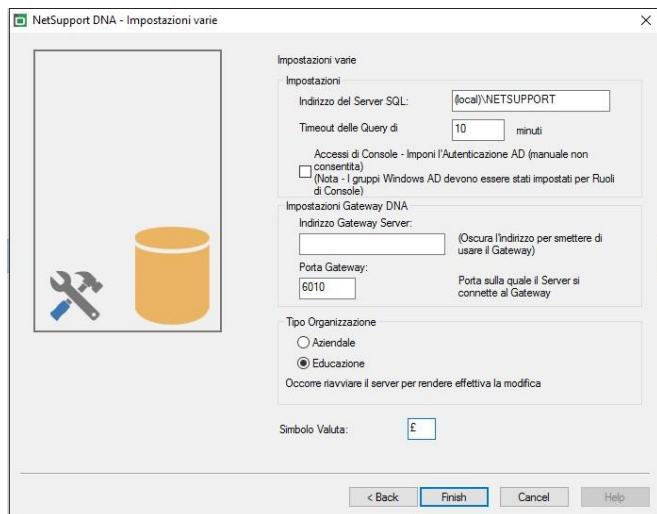 NetSupport DNA - Impostazioni varie
Impostazioni varie
Impostazioni
Indirizzo del Server SQL:
(local)\NETSUPPORT
Timeout delle Query di
10
minuti
Accessi di Console - Imponi l'Autenticazione AD (manuale non
consentita)
(Nota - I gruppi Windows AD devono essere stati impostati per Ruoli
di Console)
Impostazioni Gateway DNA
Indirizzo Gateway Server:
(Oscura l'indirizzo per smettere di
usare il Gateway)
Porta Gateway:
6010
Porta sulla quale il Server si
connette al Gateway
Tipo Organizzazione
Aziendale
Educazione
Occorre riavviare il server per rendere effettiva la modifica
Simbolo Valuta:
£
< Back
Finish
Cancel
Help